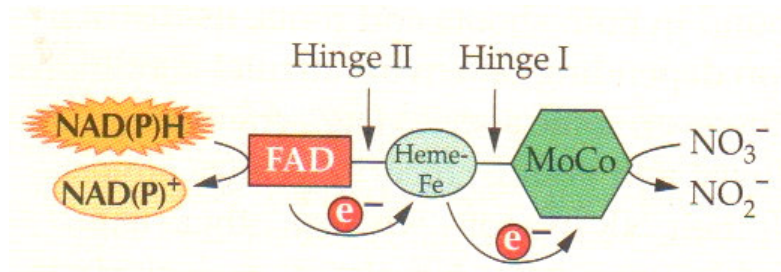 Hinge II
Hinge I
NAD(P)H
FAD
Heme-
Fe
MoCo
NO₃⁻
NAD(P)⁺
NO₂⁻
e⁻
e⁻